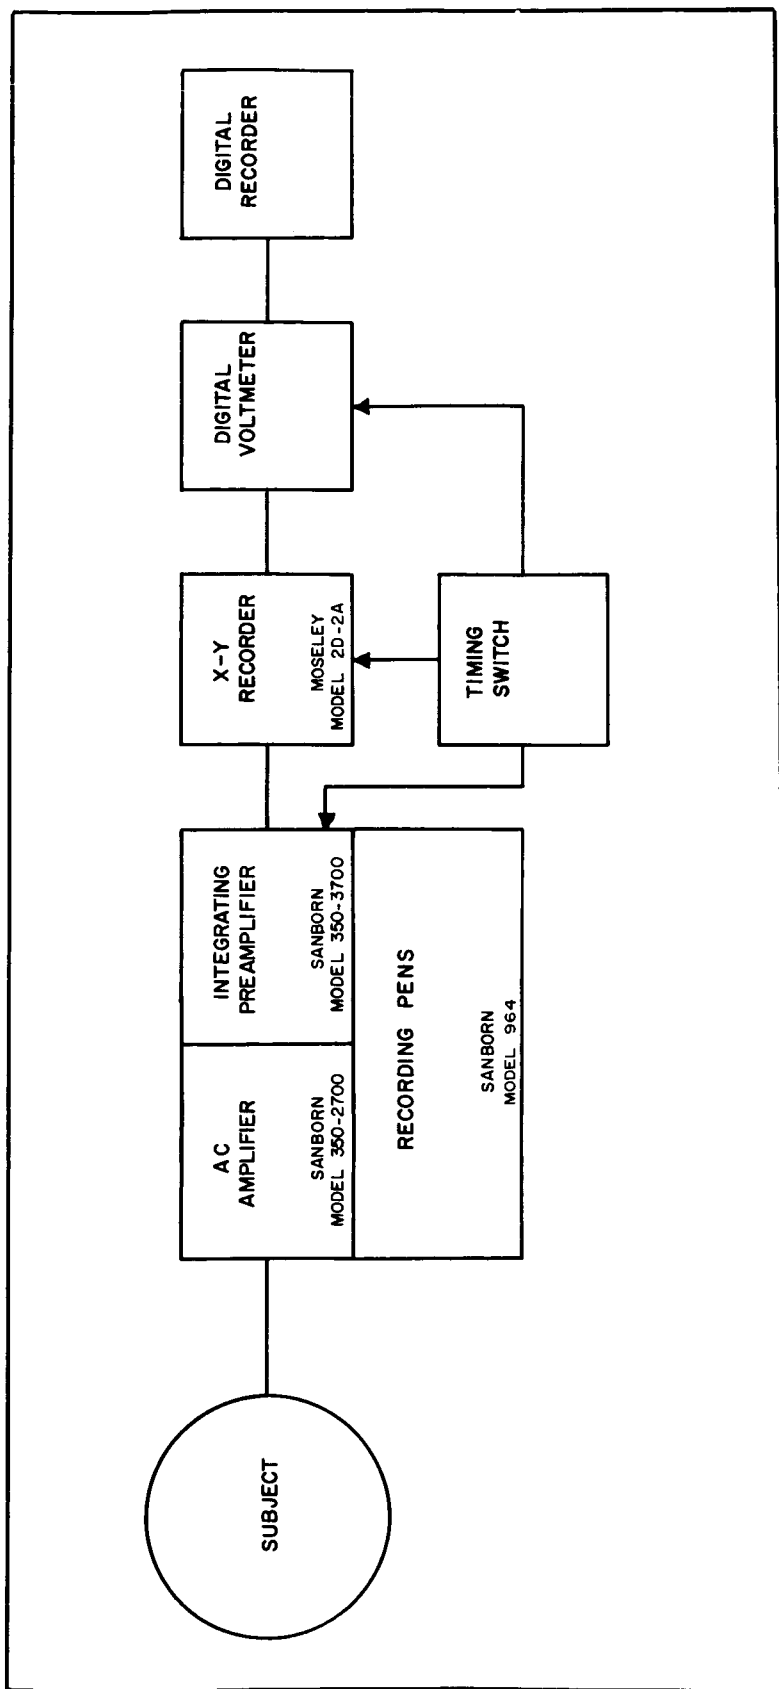 SUBJECT
AC
AMPLIFIER
SANBORN
MODEL 350-2700
INTEGRATING
PREAMPLIFIER
SANBORN
MODEL 350-3700
RECORDING PENS
SANBORN
MODEL 964
X-Y
RECORDER
MOSELEY
MODEL 2D-2A
TIMING
SWITCH
DIGITAL
VOLTMETER
DIGITAL
RECORDER